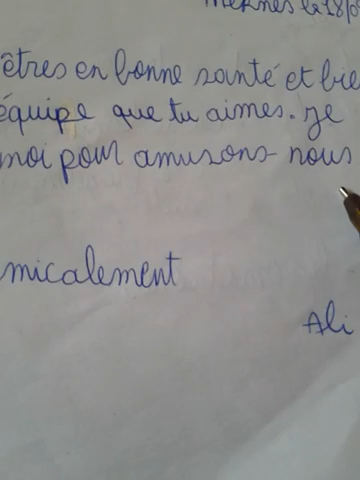 Meknes le 18/0
êtres en bonne santé et bie
équipe que tu aimes. je
moi pour amusons-nous
micalement
Ali